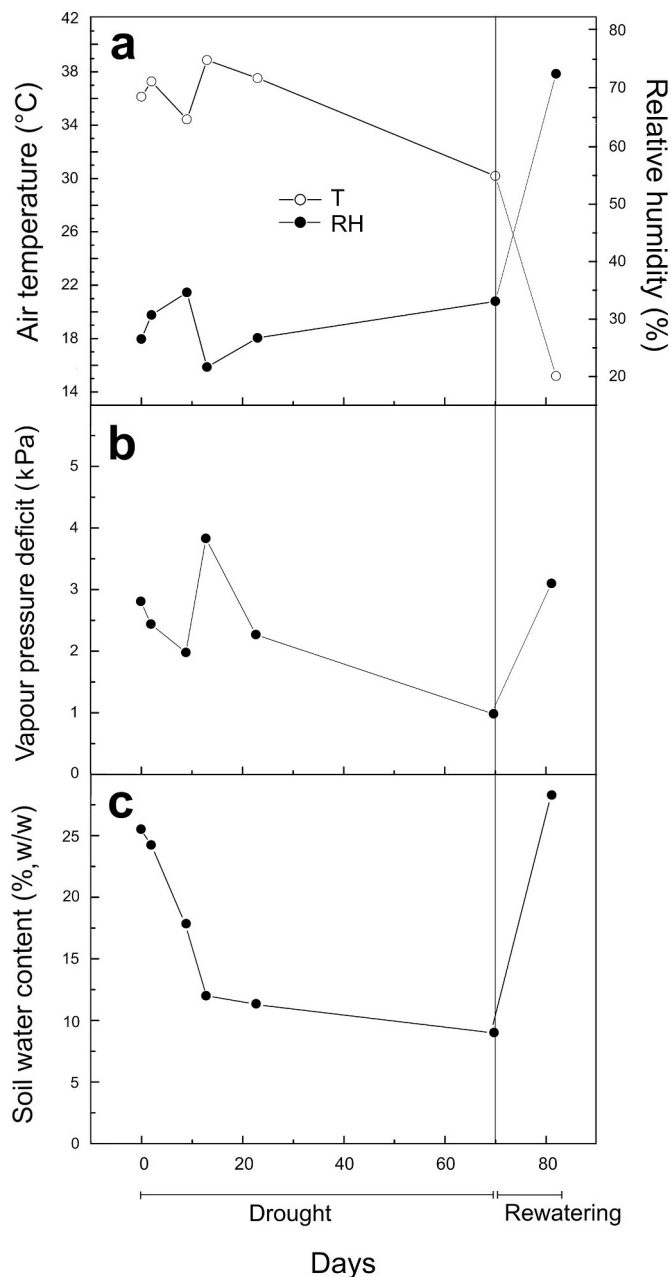 a
42
38
34
30
26
22
18
14
Air temperature (°C)
80
70
60
50
40
30
20
Relative humidity (%)
T
RH
b
5
4
3
2
1
0
Vapour pressure deficit (kPa)
c
25
20
15
10
5
0
Soil water content (%, w/w)
0 20 40 60 80
Drought Rewatering
Days